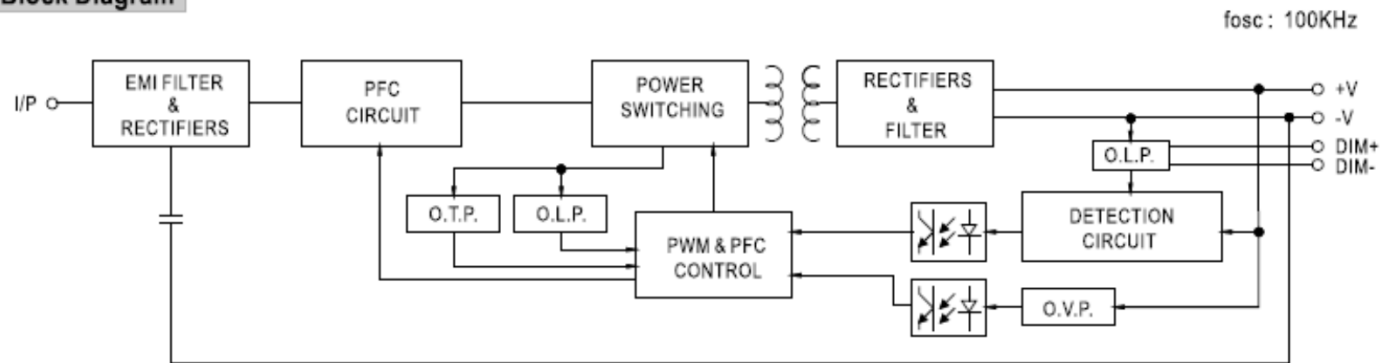 Block Diagram
fosc : 100KHz
I/P
EMI FILTER
&
RECTIFIERS
PFC
CIRCUIT
POWER
SWITCHING
RECTIFIERS
&
FILTER
+V
-V
DIM+
DIM-
O.L.P.
O.T.P.
O.L.P.
PWM & PFC
CONTROL
DETECTION
CIRCUIT
O.V.P.